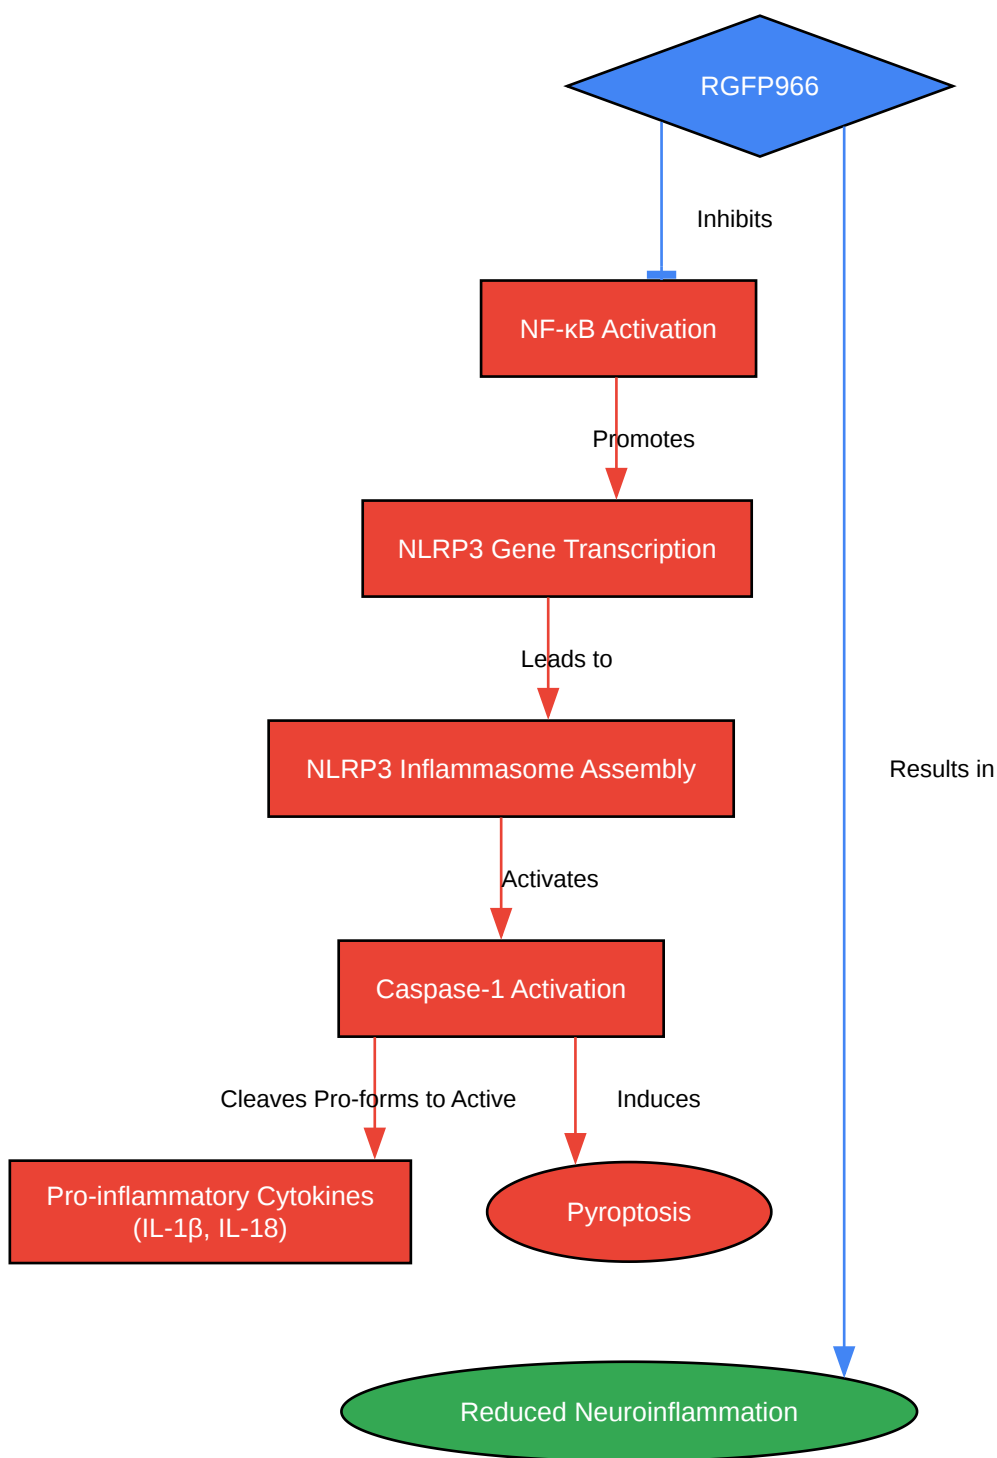 RGFP966
Inhibits
NF-κB Activation
Promotes
NLRP3 Gene Transcription
Leads to
NLRP3 Inflammasome Assembly
Results in
Activates
Caspase-1 Activation
Cleaves Pro-forms to Active
Induces
Pro-inflammatory Cytokines
(IL-1β, IL-18)
Pyroptosis
Reduced Neuroinflammation